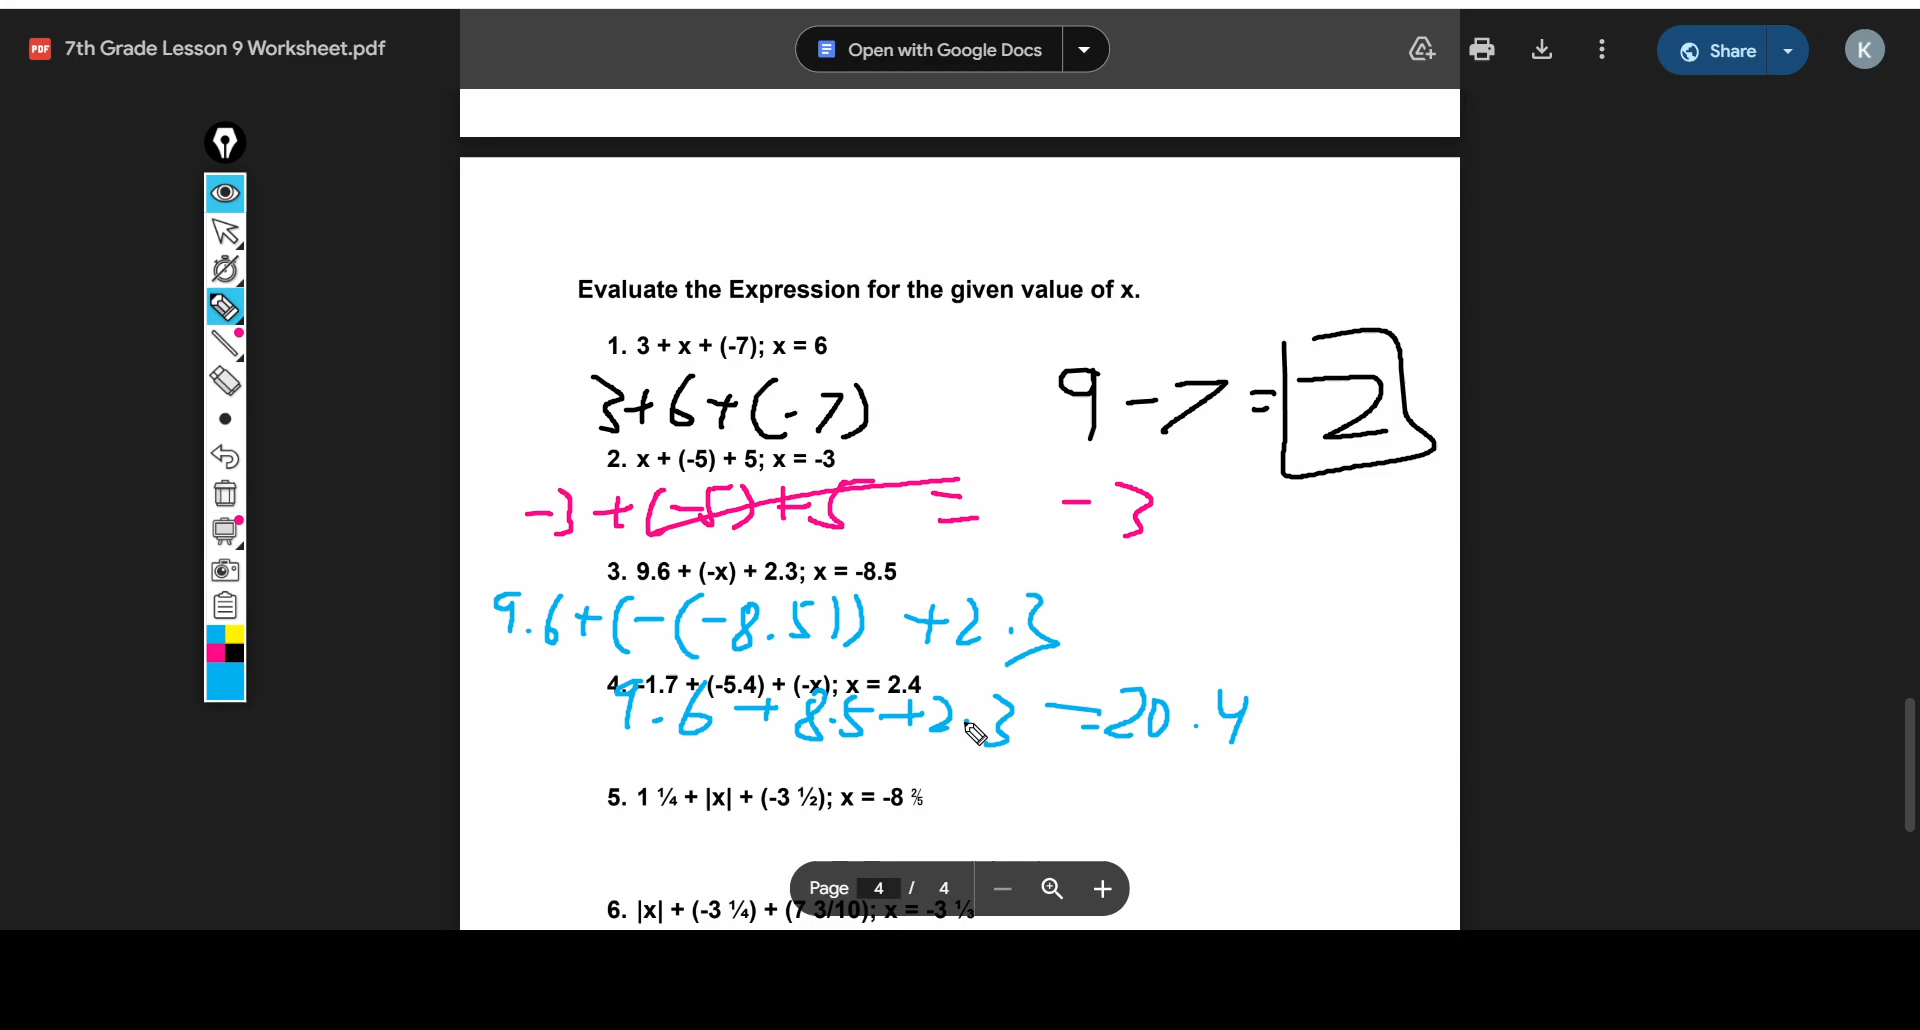 7th Grade Lesson 9 Worksheet.pdf
Open with Google Docs
Share
K
Evaluate the Expression for the given value of x.
1. 3 + x + (-7); x = 6
3+6+(-7) 9-7=2
2. x + (-5) + 5; x = -3
-3+(-5)+5 = -3
3. 9.6 + (-x) + 2.3; x = -8.5
9.6+(-(-8.5)) +2.3
4. -1.7 + (-5.4) + (-x); x = 2.4
9.6+8.5+2.3 =20.4
5. 1 ¼ + |x| + (-3 ½); x = -8 ⅖
Page 4 / 4
6. |x| + (-3 ¼) + (7 3/10); x = -3 ⅓